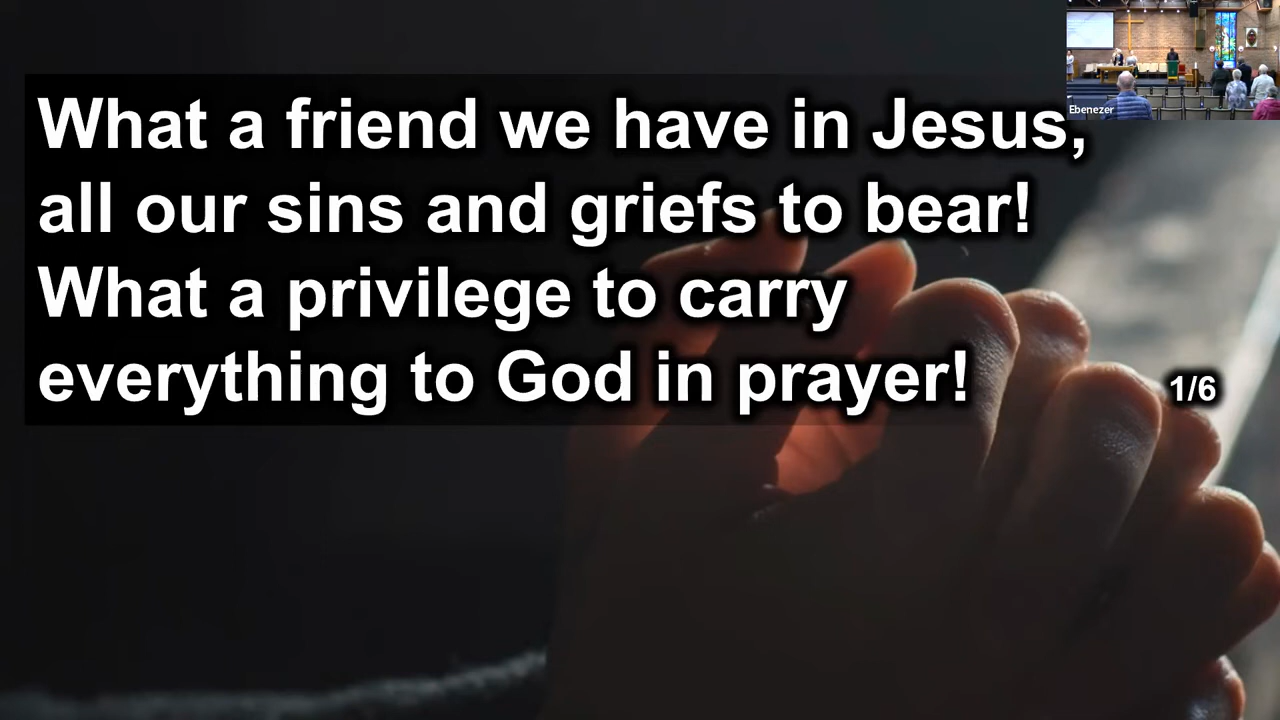 What a friend we have in Jesus,
all our sins and griefs to bear!
What a privilege to carry
everything to God in prayer!
1/6
Ebenezer